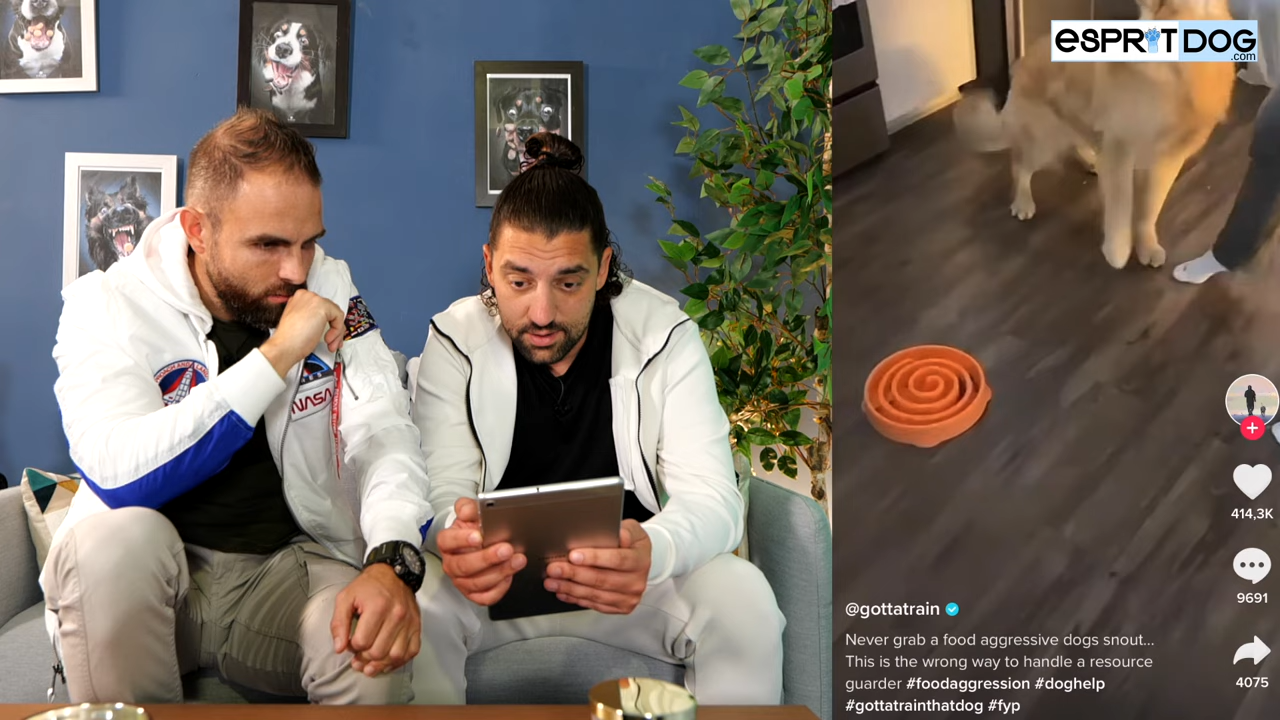 ESPRIT DOG
.com
NASA
414,3K
9691
@gottatrain
Never grab a food aggressive dogs snout...
This is the wrong way to handle a resource
guarder #foodaggression #doghelp
#gottatrainthatdog #fyp
4075